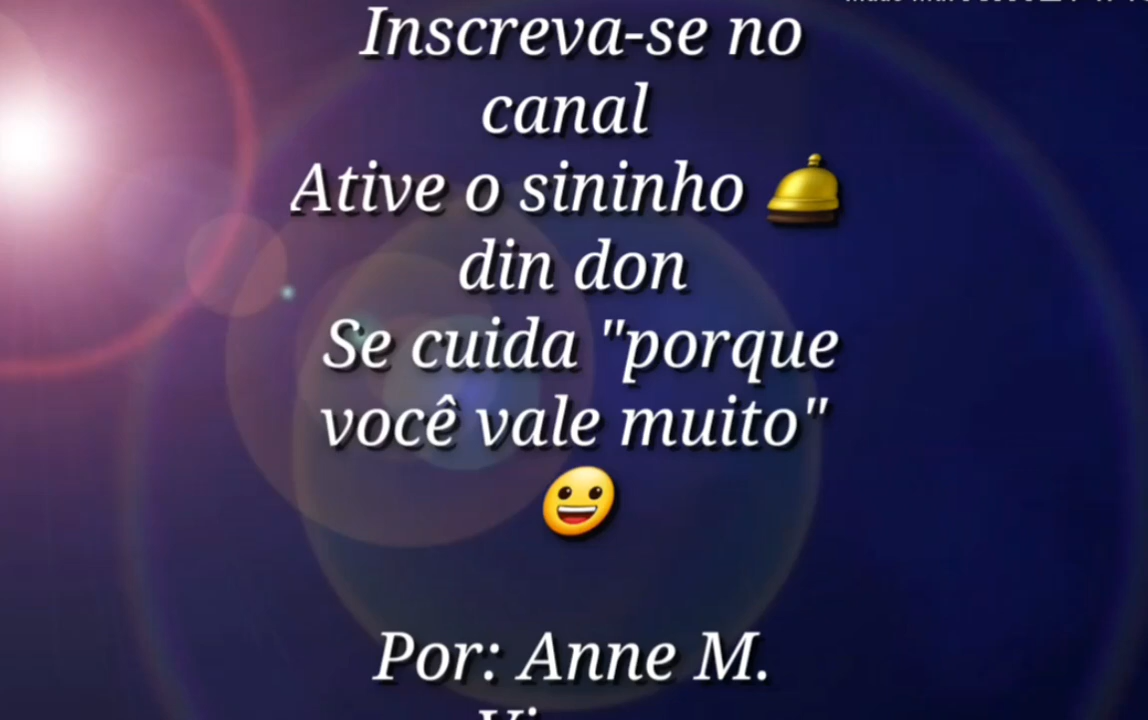 Inscreva-se no
canal
Ative o sininho 🛎
din don
Se cuida "porque
você vale muito"
😀
Por: Anne M.